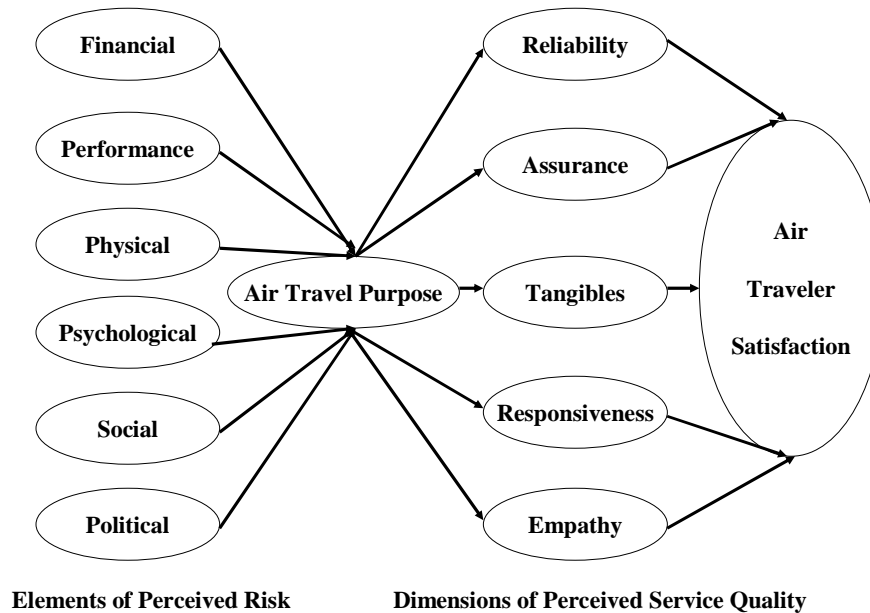 Financial
Performance
Physical
Psychological
Social
Political
Air Travel Purpose
Reliability
Assurance
Tangibles
Responsiveness
Empathy
Air
Traveler
Satisfaction
Elements of Perceived Risk
Dimensions of Perceived Service Quality